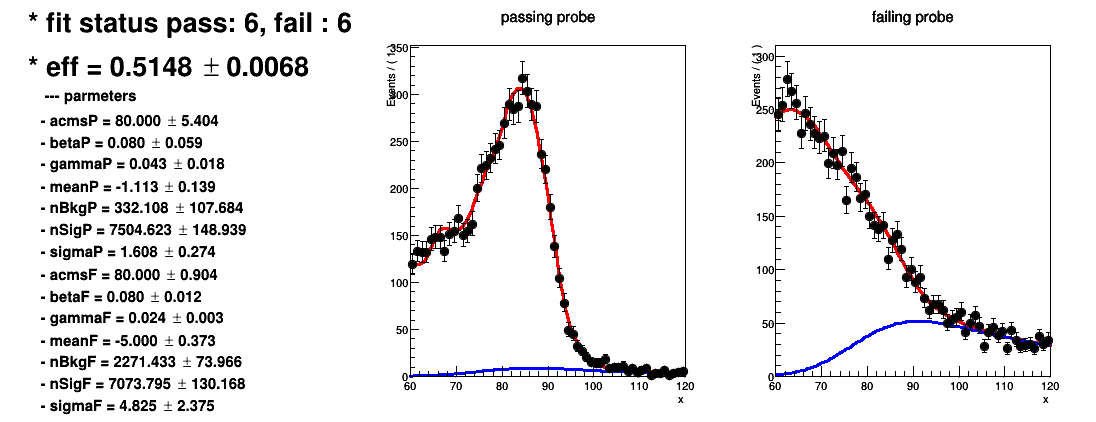 * fit status pass: 6, fail : 6
* eff = 0.5148 ± 0.0068
--- parmeters
- acmsP = 80.000 ± 5.404
- betaP = 0.080 ± 0.059
- gammaP = 0.043 ± 0.018
- meanP = -1.113 ± 0.139
- nBkgP = 332.108 ± 107.684
- nSigP = 7504.623 ± 148.939
- sigmaP = 1.608 ± 0.274
- acmsF = 80.000 ± 0.904
- betaF = 0.080 ± 0.012
- gammaF = 0.024 ± 0.003
- meanF = -5.000 ± 0.373
- nBkgF = 2271.433 ± 73.966
- nSigF = 7073.795 ± 130.168
- sigmaF = 4.825 ± 2.375
passing probe
Events / ( 1 )
350
300
250
200
150
100
50
0
60 70 80 90 100 110 120
x
failing probe
Events / ( 1 )
300
250
200
150
100
50
0
60 70 80 90 100 110 120
x